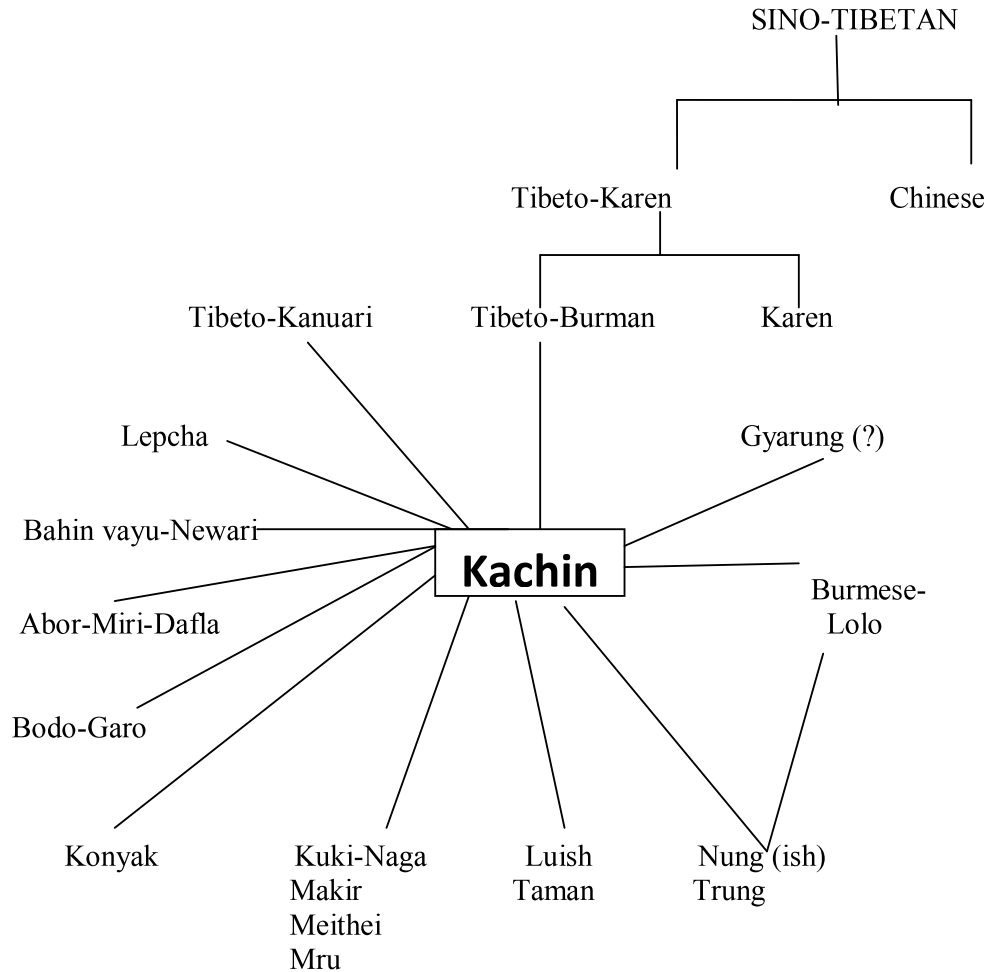 SINO-TIBETAN
Tibeto-Karen
Chinese
Tibeto-Kanuari
Tibeto-Burman
Karen
Lepcha
Gyarung (?)
Bahin vayu-Newari
Kachin
Burmese-
Lolo
Abor-Miri-Dafla
Bodo-Garo
Konyak
Kuki-Naga
Makir
Meithei
Mru
Luish
Taman
Nung (ish)
Trung